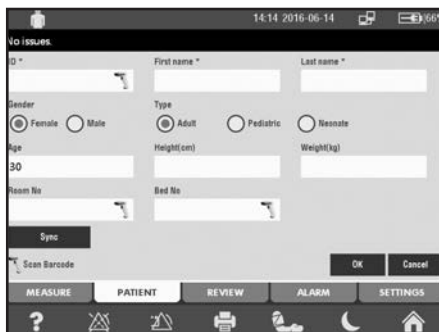 14:14 2016-06-14 66%
No issues.
ID * First name * Last name *
Gender Type
Female Male Adult Pediatric Neonate
Age Height(cm) Weight(kg)
30
Room No Bed No
Sync
Scan Barcode OK Cancel
MEASURE PATIENT REVIEW ALARM SETTINGS
?